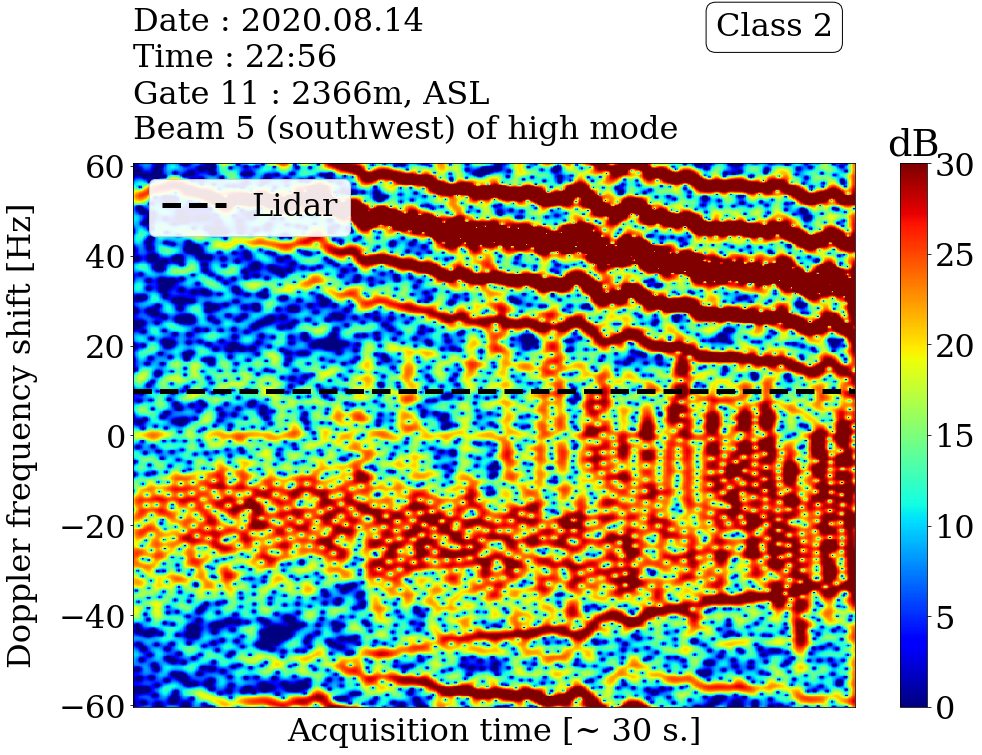 Date : 2020.08.14
Time : 22:56
Gate 11 : 2366m, ASL
Beam 5 (southwest) of high mode
Class 2
dB
Lidar
Doppler frequency shift [Hz]
60
40
20
0
−20
−40
−60
Acquisition time [~ 30 s.]
30
25
20
15
10
5
0